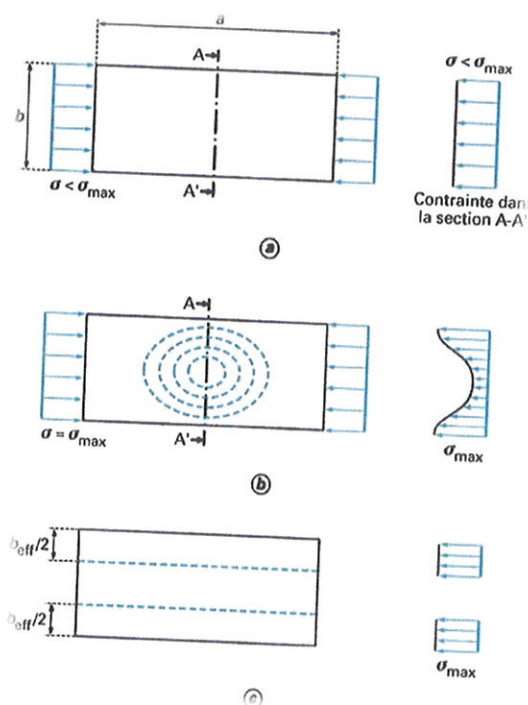 a
A
b
A'
σ < σmax
σ < σmax
Contrainte dan
la section A-A'
a
A
A'
σ = σmax
σmax
b
beff/2
beff/2
σmax
c